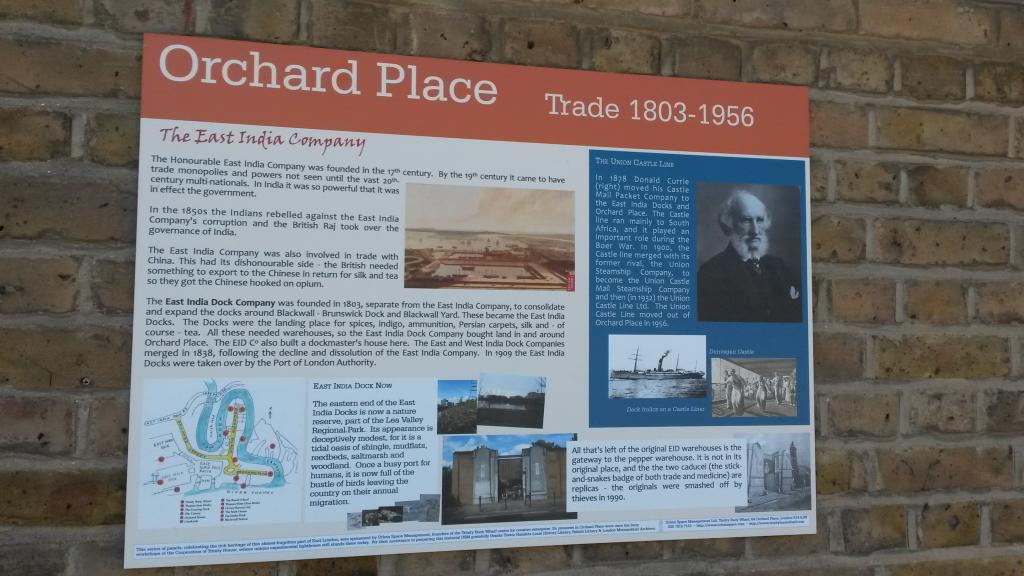 Orchard Place
Trade 1803-1956
The East India Company
The Honourable East India Company was founded in the 17th century. By the 19th century it came to have
trade monopolies and powers not seen until the vast 20th
century multi-nationals. In India it was so powerful that it was
in effect the government.
In the 1850s the Indians rebelled against the East India
Company's corruption and the British Raj took over the
governance of India.
The East India Company was also involved in trade with
China. This had its dishonourable side - the British needed
something to export to the Chinese in return for silk and tea
so they got the Chinese hooked on opium.
The East India Dock Company was founded in 1803, separate from the East India Company, to consolidate
and expand the docks around Blackwall - Brunswick Dock and Blackwall Yard. These became the East India
Docks. The Docks were the landing place for spices, indigo, ammunition, Persian carpets, silk and - of
course - tea. All these needed warehouses, so the East India Dock Company bought land in and around
Orchard Place. The EID Co also built a dockmaster's house here. The East and West India Dock Companies
merged in 1838, following the decline and dissolution of the East India Company. In 1909 the East India
Docks were taken over by the Port of London Authority.
The Union Castle Line
In 1878 Donald Currie
(right) moved his Castle
Mail Packet Company to
the East India Docks and
Orchard Place. The Castle
line ran mainly to South
Africa, and it played an
important role during the
Boer War. In 1900, the
Castle line merged with its
former rival, the Union
Steamship Company, to
become the Union Castle
Mail Steamship Company
and then (in 1932) the Union
Castle Line Ltd. The Union
Castle Line moved out of
Orchard Place in 1956.
Dunvegan Castle
Deck frolics on a Castle Liner
East India Dock Now
The eastern end of the East
India Docks is now a nature
reserve, part of the Lea Valley
Regional Park. Its appearance is
deceptively modest, for it is a
tidal oasis of shingle, mudflats,
reedbeds, saltmarsh and
woodland. Once a busy port for
humans, it is now full of the
bustle of birds leaving the
country on their annual
migration.
All that's left of the original EID warehouses is the
gateway to the pepper warehouse. It is not in its
original place, and the the two caducei (the stick-
and-snakes badge of both trade and medicine) are
replicas - the originals were smashed off by
thieves in 1990.
RIVER THAMES